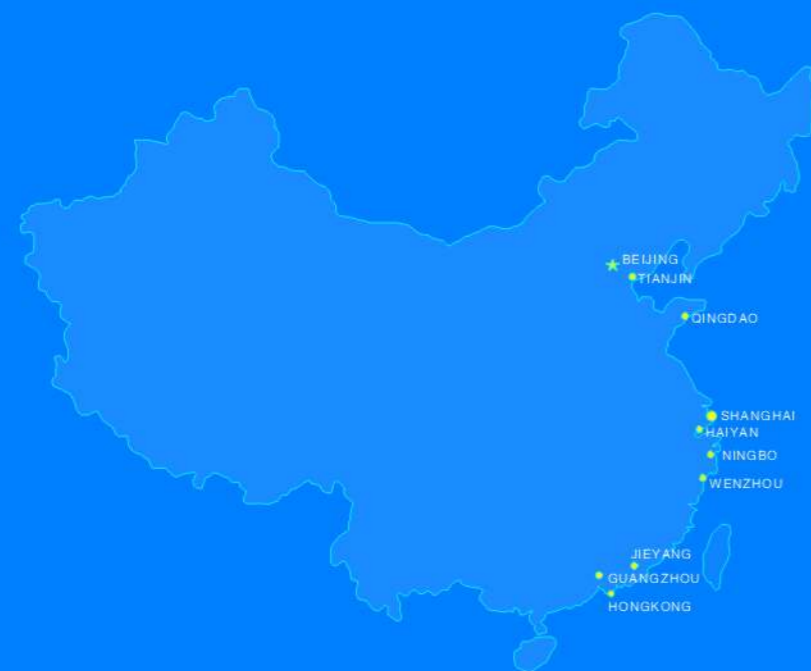 BEIJING
TIANJIN
QINGDAO
SHANGHAI
HAIYAN
NINGBO
WENZHOU
JIEYANG
GUANGZHOU
HONGKONG